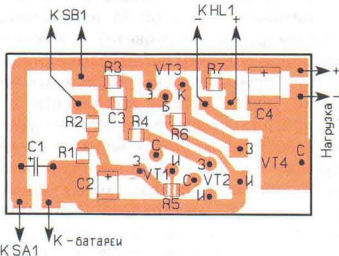 К SB1
К HL1
− +
R3
VT3
R7
+
З
К
Б
+
−
C3
C4
Нагрузка
R2
R4
R6
C1
+
R1
С
З
З
С
И
VT4
+
C2
VT1
VT2
И
И
R5
К SA1
К - батареи